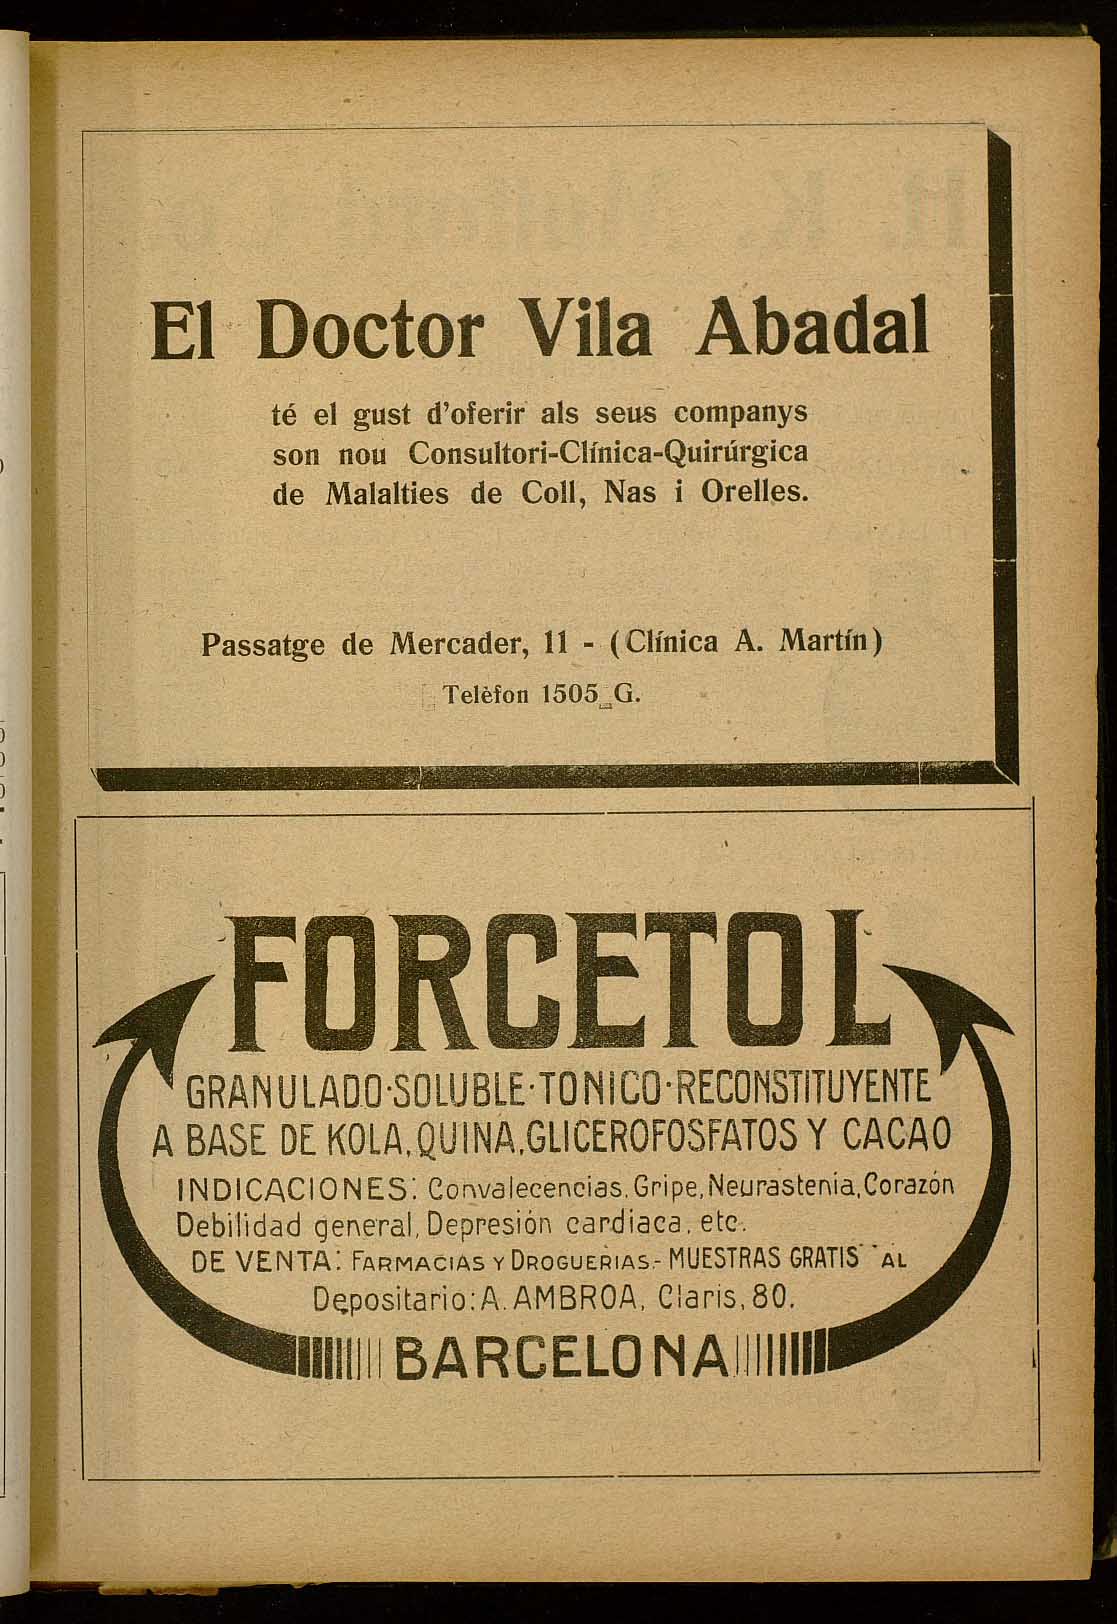 El Doctor Vila Abadal
té el gust d'oferir als seus companys
son nou Consultori-Clínica-Quirúrgica
de Malalties de Coll, Nas i Orelles.
Passatge de Mercader, 11 - (Clínica A. Martín)
Telèfon 1505 G.
FORCETOL
GRANULADO·SOLUBLE·TONICO·RECONSTITUYENTE
A BASE DE KOLA, QUINA, GLICEROFOSFATOS Y CACAO
INDICACIONES: Convalecencias, Gripe, Neurastenia, Corazón
Debilidad general, Depresión cardiaca, etc.
DE VENTA: FARMACIAS Y DROGUERIAS.- MUESTRAS GRATIS AL
Depositario: A. AMBROA, Claris, 80.
BARCELONA